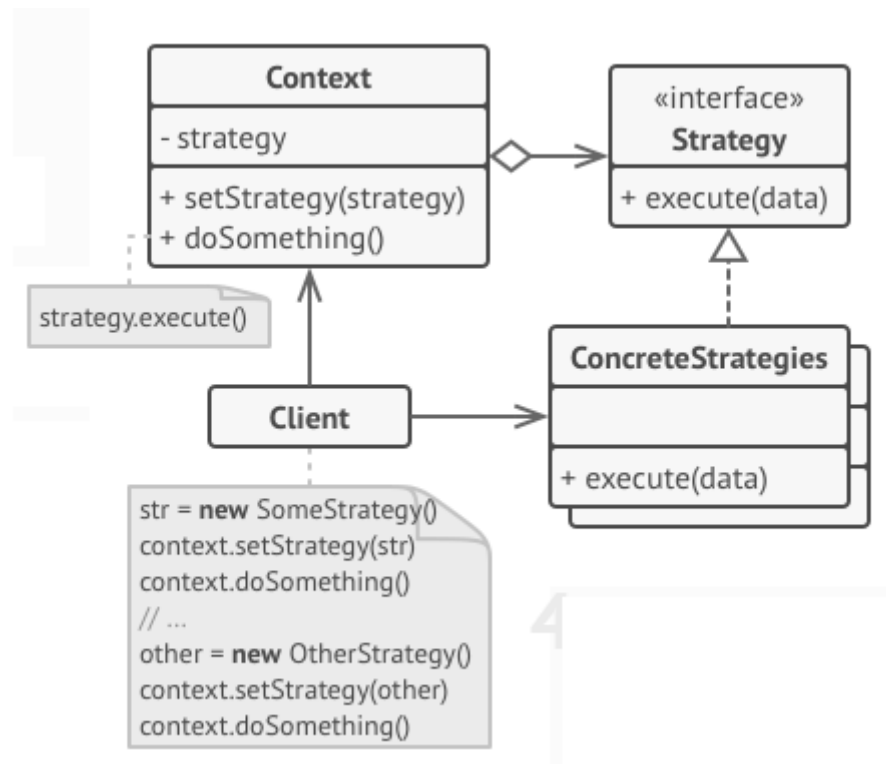 Context
- strategy
+ setStrategy(strategy)
+ doSomething()
«interface»
Strategy
+ execute(data)
strategy.execute()
Client
ConcreteStrategies
+ execute(data)
str = new SomeStrategy()
context.setStrategy(str)
context.doSomething()
// ...
other = new OtherStrategy()
context.setStrategy(other)
context.doSomething()